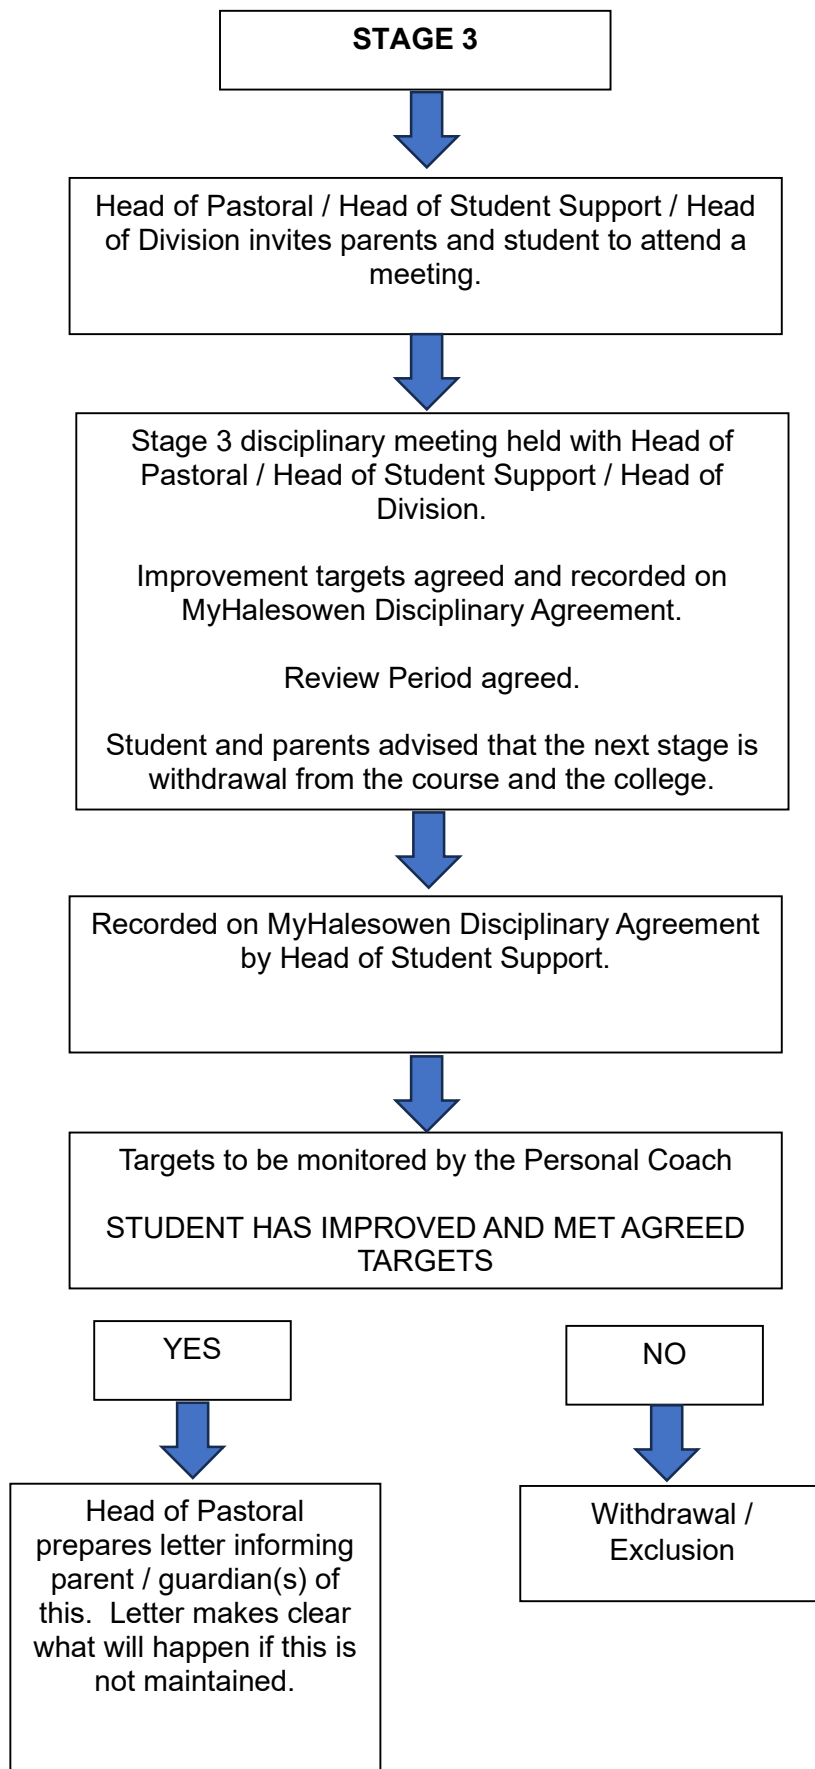 STAGE 3
Head of Pastoral / Head of Student Support / Head
of Division invites parents and student to attend a
meeting.
Stage 3 disciplinary meeting held with Head of
Pastoral / Head of Student Support / Head of
Division.
Improvement targets agreed and recorded on
MyHalesowen Disciplinary Agreement.
Review Period agreed.
Student and parents advised that the next stage is
withdrawal from the course and the college.
Recorded on MyHalesowen Disciplinary Agreement
by Head of Student Support.
Targets to be monitored by the Personal Coach
STUDENT HAS IMPROVED AND MET AGREED
TARGETS
YES
Head of Pastoral
prepares letter informing
parent / guardian(s) of
this.  Letter makes clear
what will happen if this is
not maintained.
NO
Withdrawal /
Exclusion